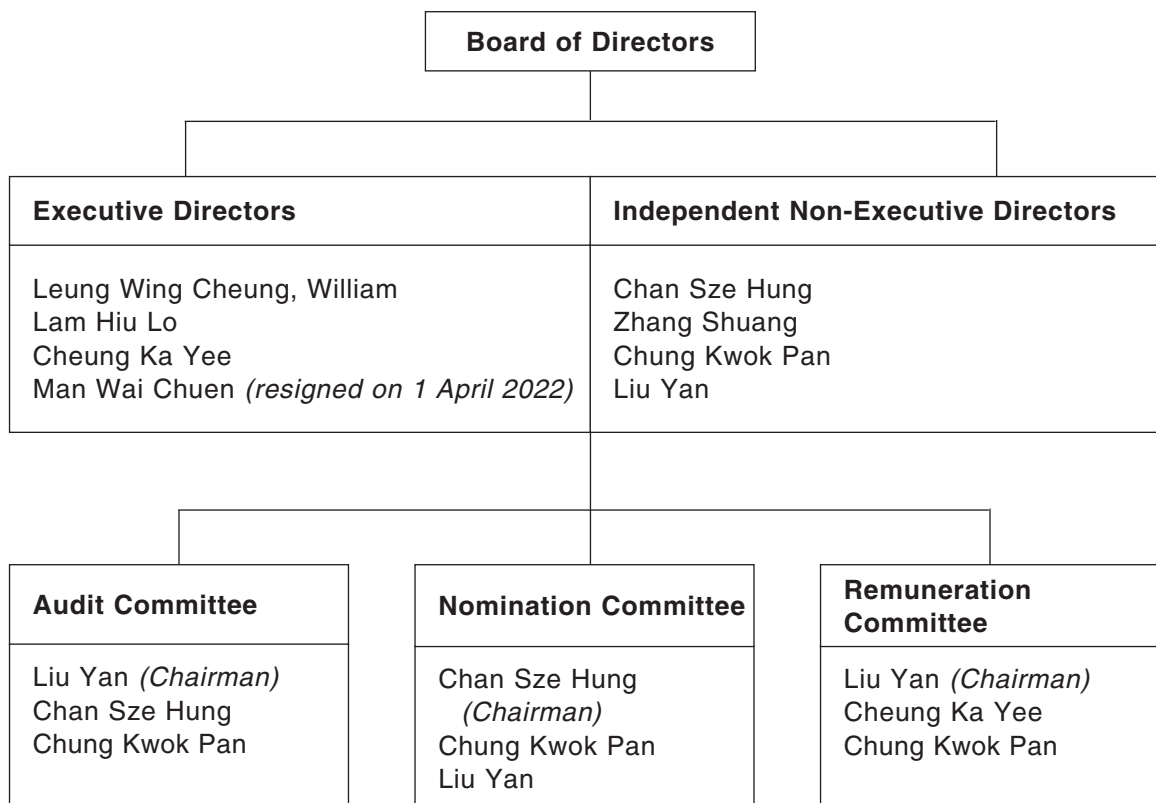 Board of Directors
Executive Directors
Leung Wing Cheung, William
Lam Hiu Lo
Cheung Ka Yee
Man Wai Chuen (resigned on 1 April 2022)
Independent Non-Executive Directors
Chan Sze Hung
Zhang Shuang
Chung Kwok Pan
Liu Yan
Audit Committee
Liu Yan (Chairman)
Chan Sze Hung
Chung Kwok Pan
Nomination Committee
Chan Sze Hung
(Chairman)
Chung Kwok Pan
Liu Yan
Remuneration
Committee
Liu Yan (Chairman)
Cheung Ka Yee
Chung Kwok Pan